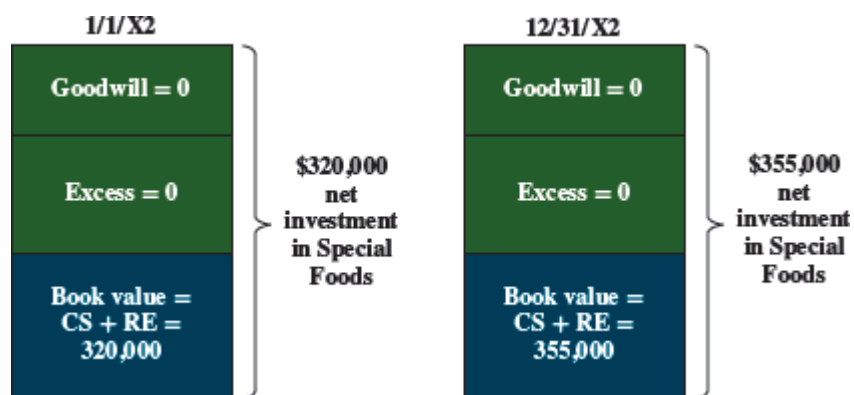 1/1/X2
Goodwill = 0
Excess = 0
Book value =
CS + RE =
320,000
$320,000
net
investment
in Special
Foods
12/31/X2
Goodwill = 0
Excess = 0
Book value =
CS + RE =
355,000
$355,000
net
investment
in Special
Foods